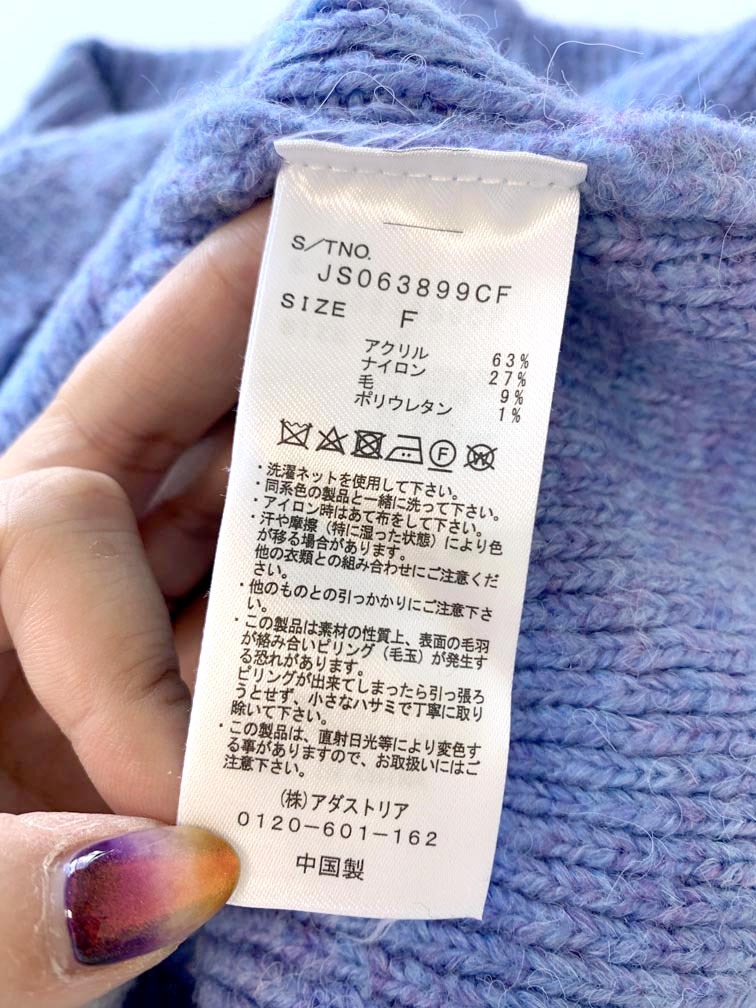 S/TNO.
JS063899CF
SIZE F
アクリル 63%
ナイロン 27%
毛 9%
ポリウレタン 1%
F W
・洗濯ネットを使用して下さい。
・同系色の製品と一緒に洗って下さい。
・アイロン時はあて布をして下さい。
・汗や摩擦（特に湿った状態）により色
が移る場合があります。
他の衣類との組み合わせにご注意くだ
さい。
・他のものとの引っかかりにご注意下さ
い。
・この製品は素材の性質上、表面の毛羽
が絡み合いピリング（毛玉）が発生す
る恐れがあります。
ピリングが出来てしまったら引っ張ろ
うとせず、小さなハサミで丁寧に取り
除いて下さい。
・この製品は、直射日光等により変色す
る事がありますので、お取扱いにはご
注意下さい。
(株)アダストリア
0120-601-162
中国製